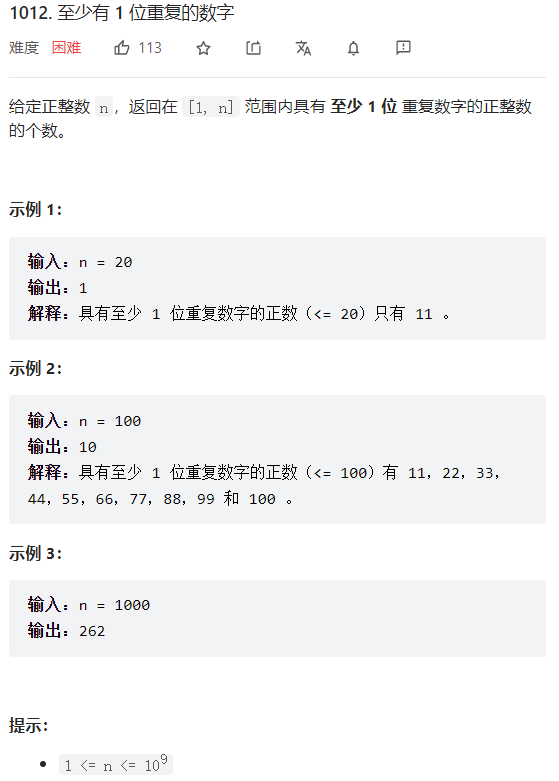 1012. 至少有 1 位重复的数字
难度 困难 113
给定正整数 n，返回在 [1, n] 范围内具有 至少 1 位 重复数字的正整数
的个数。
示例 1：
输入：n = 20
输出：1
解释：具有至少 1 位重复数字的正数（<= 20）只有 11 。
示例 2：
输入：n = 100
输出：10
解释：具有至少 1 位重复数字的正数（<= 100）有 11，22，33，
44，55，66，77，88，99 和 100 。
示例 3：
输入：n = 1000
输出：262
提示：
1 <= n <= 10⁹